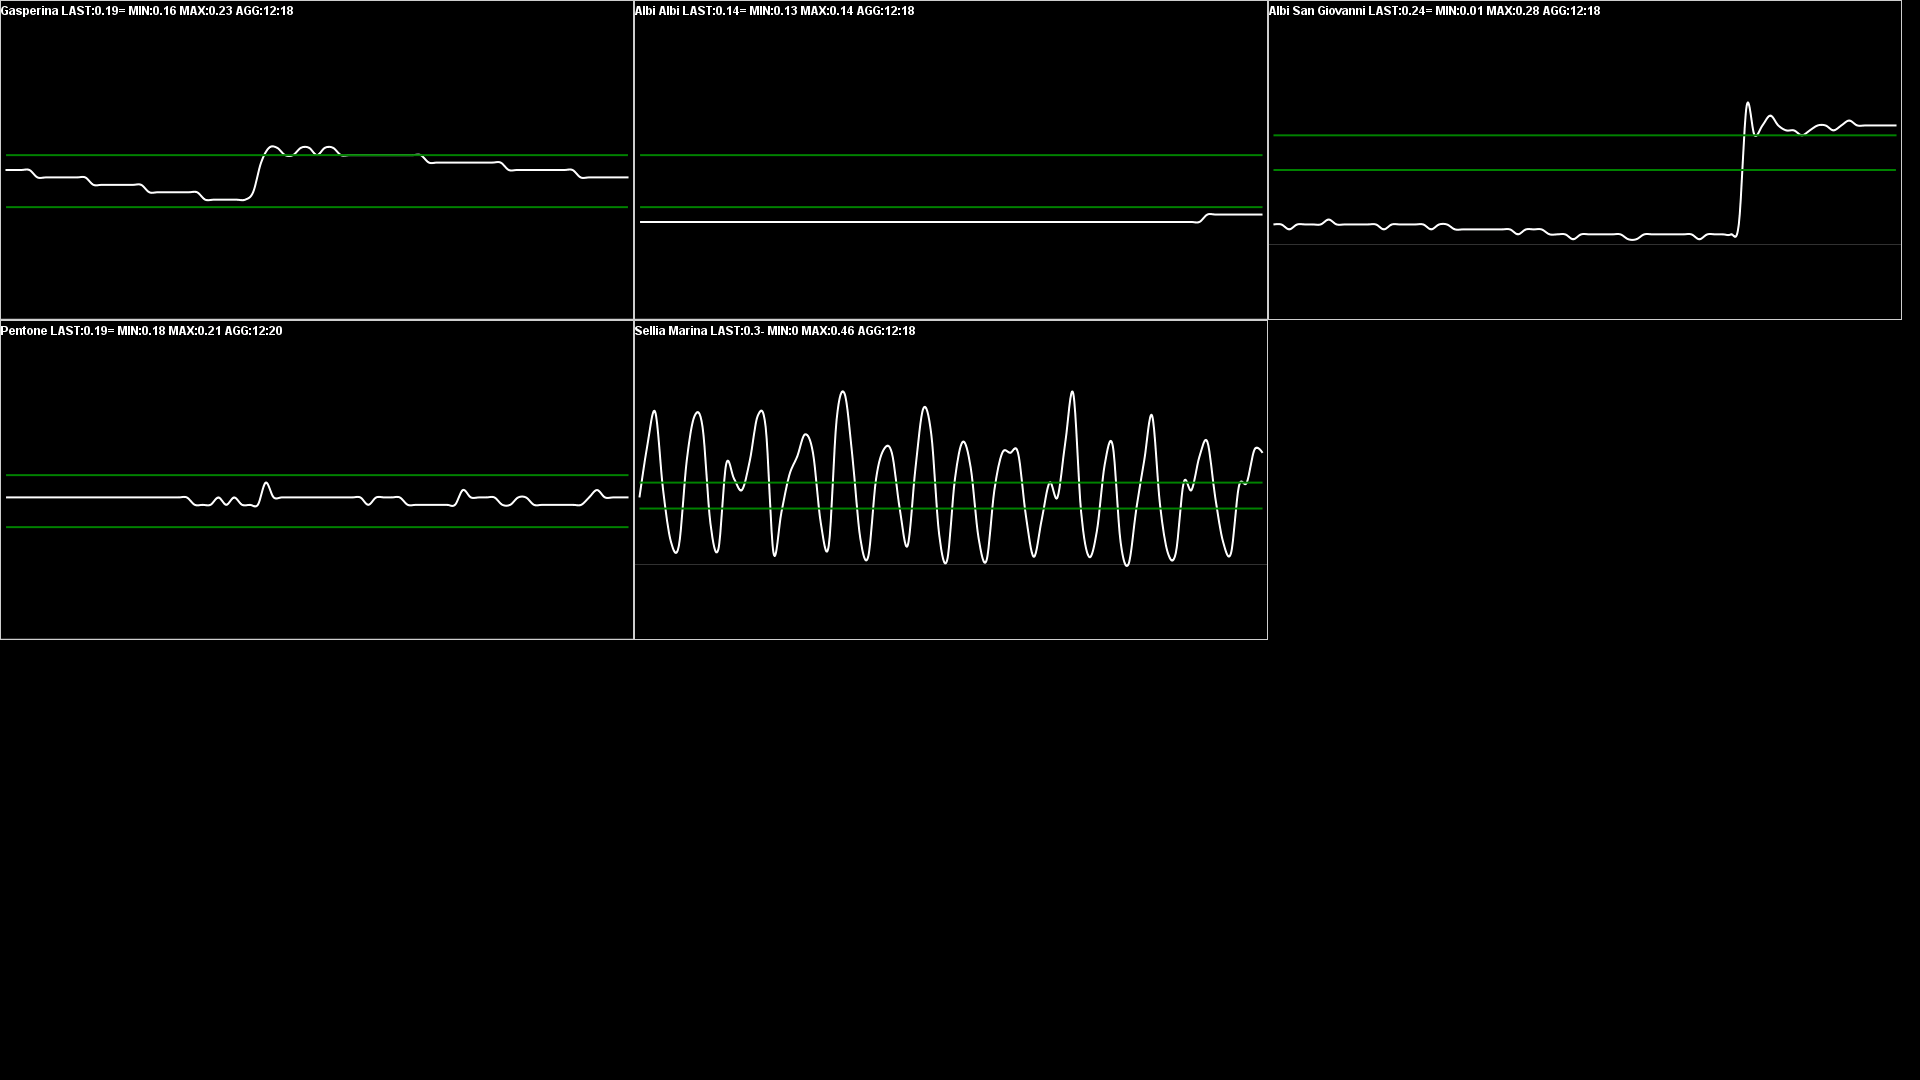 Gasperina LAST:0.19= MIN:0.16 MAX:0.23 AGG:12:18
Albi Albi LAST:0.14= MIN:0.13 MAX:0.14 AGG:12:18
Albi San Giovanni LAST:0.24= MIN:0.01 MAX:0.28 AGG:12:18
Pentone LAST:0.19= MIN:0.18 MAX:0.21 AGG:12:20
Sellia Marina LAST:0.3- MIN:0 MAX:0.46 AGG:12:18